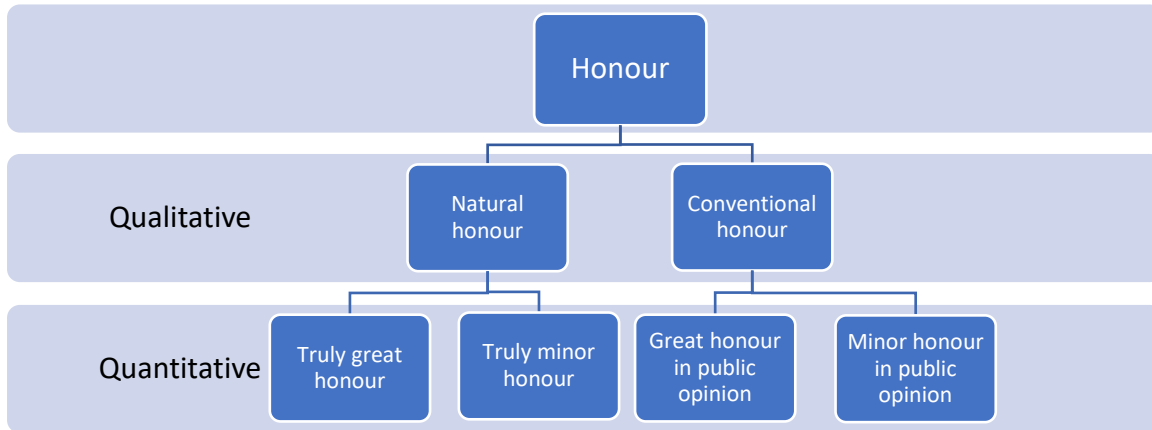 Honour
Qualitative
Natural
honour
Conventional
honour
Quantitative
Truly great
honour
Truly minor
honour
Great honour
in public
opinion
Minor honour
in public
opinion